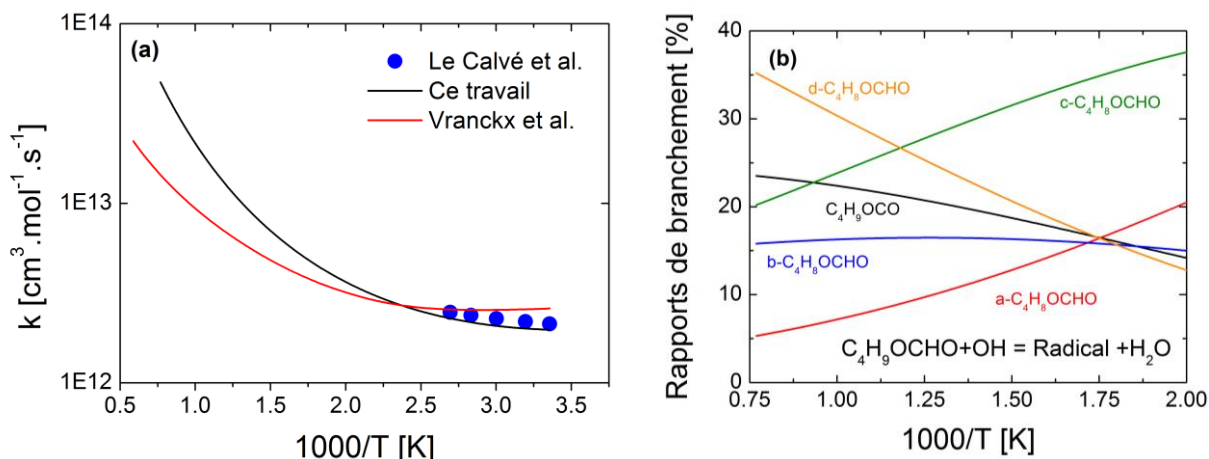 (a)
Le Calvé et al.
Ce travail
Vranckx et al.
k [cm³.mol⁻¹.s⁻¹]
1E14
1E13
1E12
0.5 1.0 1.5 2.0 2.5 3.0 3.5
1000/T [K]
(b)
Rapports de branchement [%]
40
30
20
10
0
d-C₄H₈OCHO
c-C₄H₈OCHO
C₄H₉OCO
b-C₄H₈OCHO
a-C₄H₈OCHO
C₄H₉OCHO+OH = Radical +H₂O
0.75 1.00 1.25 1.50 1.75 2.00
1000/T [K]